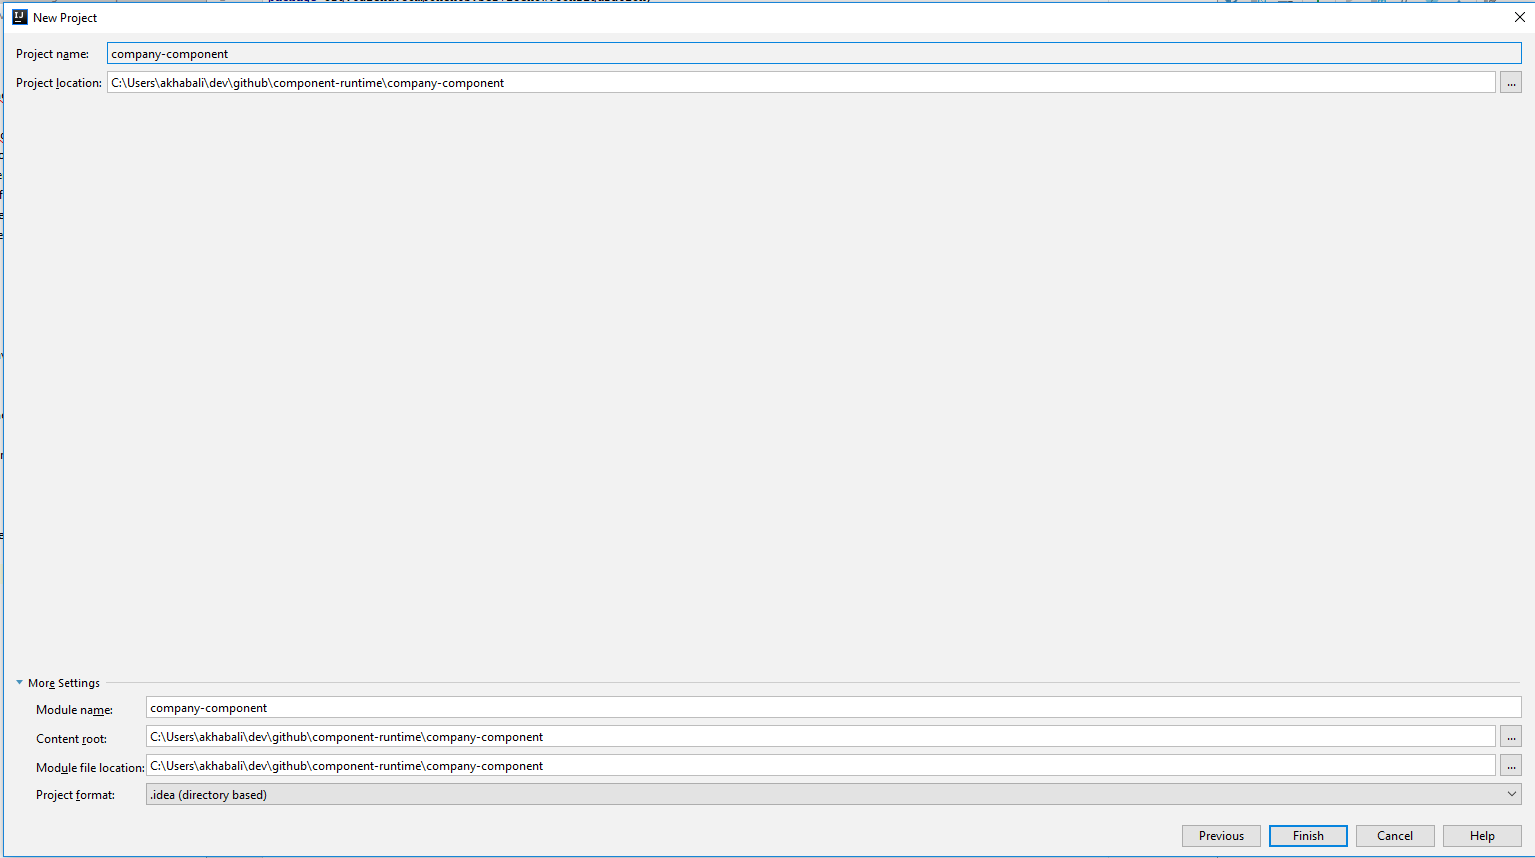 New Project
Project name: company-component
Project location: C:\Users\akhabali\dev\github\component-runtime\company-component ...
More Settings
Module name: company-component
Content root: C:\Users\akhabali\dev\github\component-runtime\company-component ...
Module file location: C:\Users\akhabali\dev\github\component-runtime\company-component ...
Project format: .idea (directory based)
Previous Finish Cancel Help